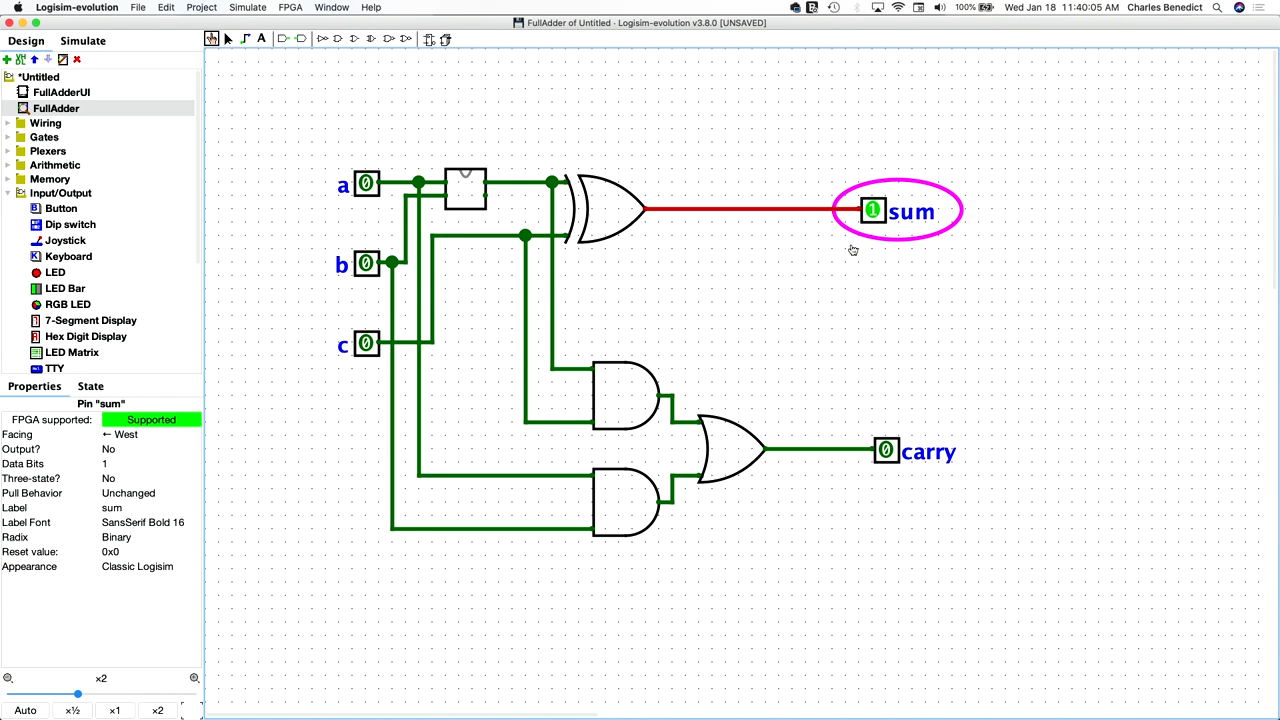 Logisim-evolution File Edit Project Simulate FPGA Window Help 100% Wed Jan 18 11:40:05 AM Charles Benedict
FullAdder of Untitled · Logisim-evolution v3.8.0 [UNSAVED]
Design Simulate
A
*Untitled
FullAdderUI
FullAdder
Wiring
Gates
Plexers
Arithmetic
Memory
Input/Output
Button
Dip switch
Joystick
Keyboard
LED
LED Bar
RGB LED
7-Segment Display
Hex Digit Display
LED Matrix
TTY
Properties State
Pin "sum"
FPGA supported: Supported
Facing ← West
Output? No
Data Bits 1
Three-state? No
Pull Behavior Unchanged
Label sum
Label Font SansSerif Bold 16
Radix Binary
Reset value: 0x0
Appearance Classic Logisim
x2
Auto x½ x1 x2
a 0
b 0
c 0
1 sum
0 carry